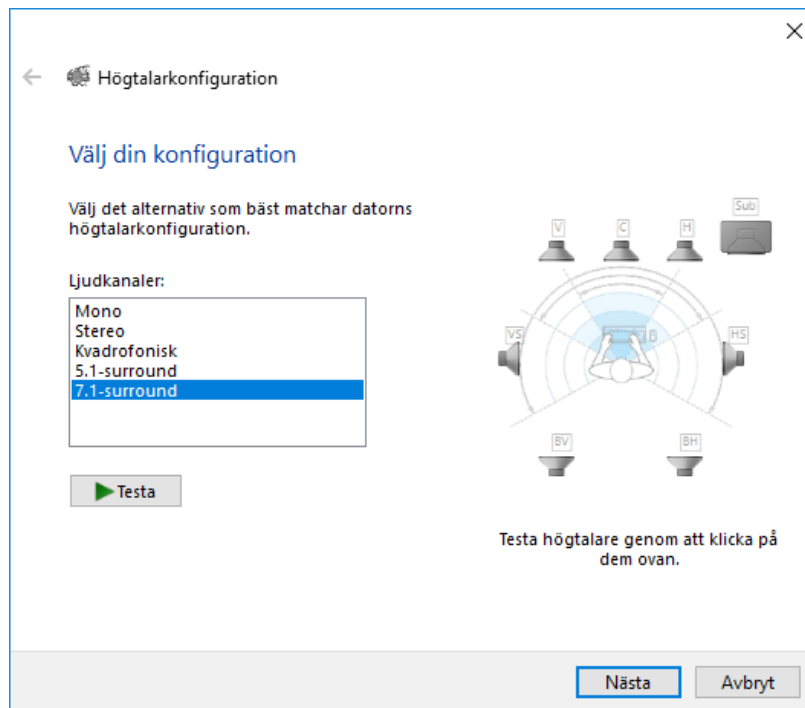 Högtalarkonfiguration
Välj din konfiguration
Välj det alternativ som bäst matchar datorns
högtalarkonfiguration.
Ljudkanaler:
Mono
Stereo
Kvadrofonisk
5.1-surround
7.1-surround
Testa
Sub
V C H
VS HS
BV BH
Testa högtalare genom att klicka på
dem ovan.
Nästa Avbryt